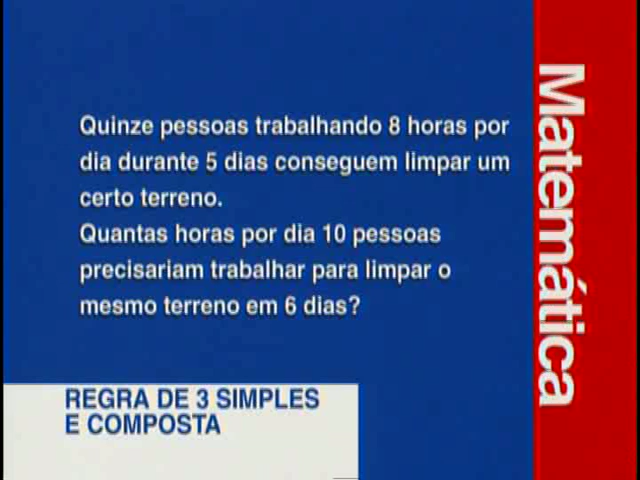 Quinze pessoas trabalhando 8 horas por
dia durante 5 dias conseguem limpar um
certo terreno.
Quantas horas por dia 10 pessoas
precisariam trabalhar para limpar o
mesmo terreno em 6 dias?
REGRA DE 3 SIMPLES
E COMPOSTA
Matemática